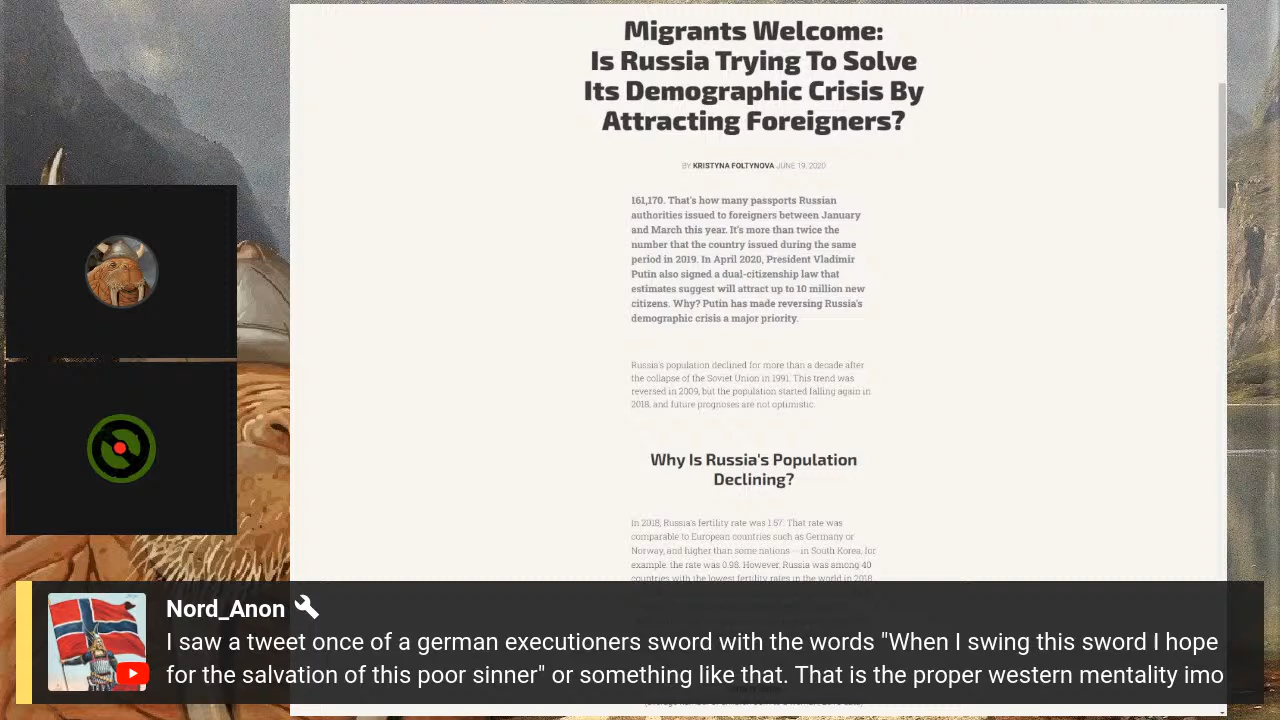 Migrants Welcome:
Is Russia Trying To Solve
Its Demographic Crisis By
Attracting Foreigners?
BY KRISTYNA FOLTYNOVA JUNE 19, 2020
161,170. That's how many passports Russian
authorities issued to foreigners between January
and March this year. It's more than twice the
number that the country issued during the same
period in 2019. In April 2020, President Vladimir
Putin also signed a dual-citizenship law that
estimates suggest will attract up to 10 million new
citizens. Why? Putin has made reversing Russia's
demographic crisis a major priority.
Russia's population declined for more than a decade after
the collapse of the Soviet Union in 1991. This trend was
reversed in 2009, but the population started falling again in
2018, and future prognoses are not optimistic.
Why Is Russia's Population
Declining?
In 2018, Russia's fertility rate was 1.57. That rate was
comparable to European countries such as Germany or
Norway, and higher than some nations -- in South Korea, for
example, the rate was 0.98. However, Russia was among 40
countries with the lowest fertility rates in the world in 2018
Nord_Anon
I saw a tweet once of a german executioners sword with the words "When I swing this sword I hope
for the salvation of this poor sinner" or something like that. That is the proper western mentality imo